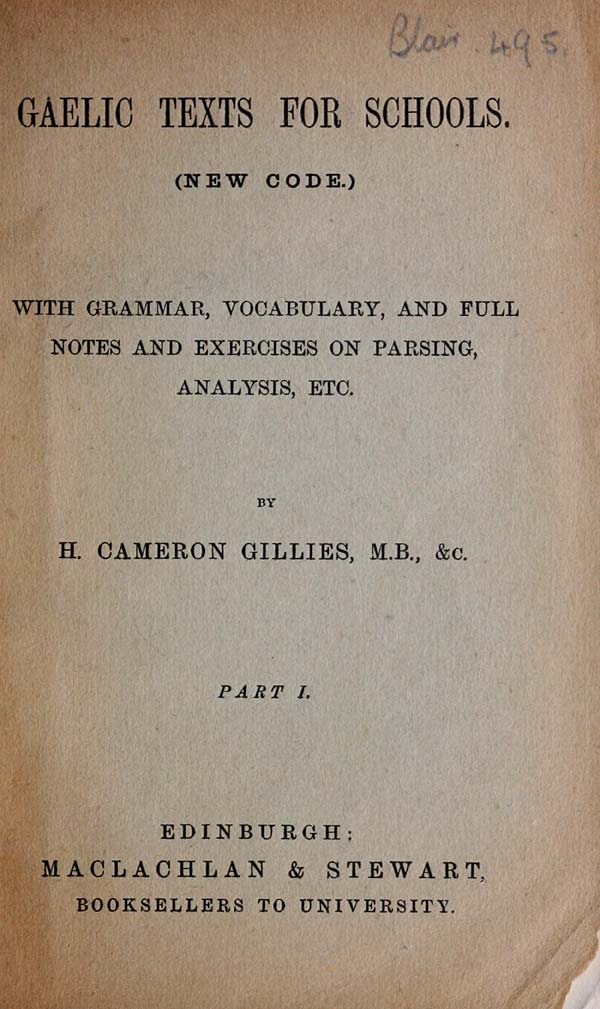 Blair. 495.
GAELIC TEXTS FOR SCHOOLS.
(NEW CODE.)
WITH GRAMMAR, VOCABULARY, AND FULL
NOTES AND EXERCISES ON PARSING,
ANALYSIS, ETC.
BY
H. CAMERON GILLIES, M.B., &C.
PART I.
EDINBURGH:
MACLACHLAN & STEWART,
BOOKSELLERS TO UNIVERSITY.